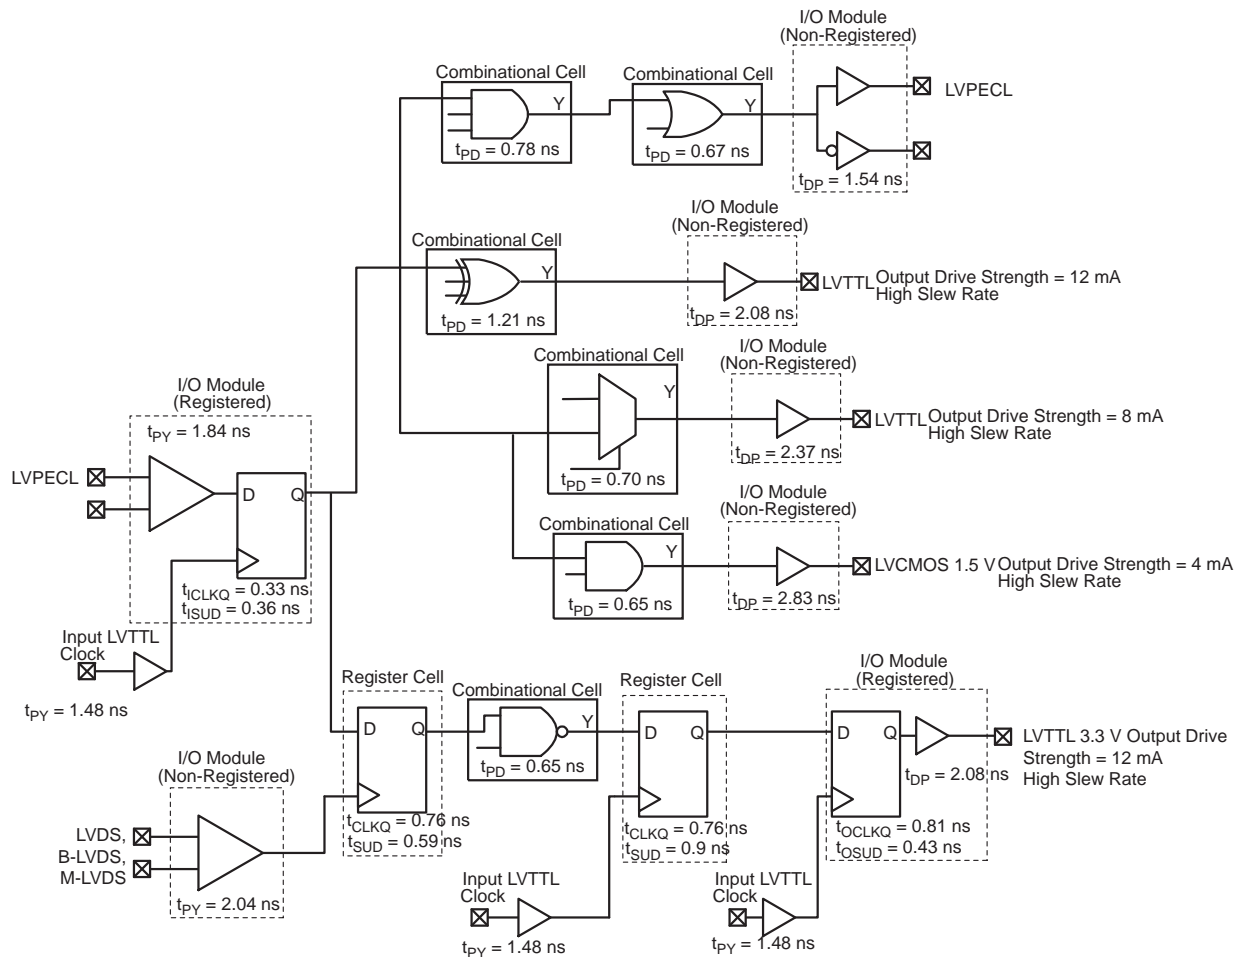 I/O Module
(Non-Registered)
Combinational Cell
Combinational Cell
Y
Y
LVPECL
tPD = 0.78 ns
tPD = 0.67 ns
tDP = 1.54 ns
I/O Module
(Non-Registered)
Combinational Cell
Y
LVTTL Output Drive Strength = 12 mA
High Slew Rate
tPD = 1.21 ns
tDP = 2.08 ns
I/O Module
(Non-Registered)
Combinational Cell
Y
LVTTL Output Drive Strength = 8 mA
High Slew Rate
tPD = 0.70 ns
tDP = 2.37 ns
I/O Module
(Registered)
tPY = 1.84 ns
LVPECL
D
Q
tICLKQ = 0.33 ns
tISUD = 0.36 ns
Input LVTTL
Clock
tPY = 1.48 ns
I/O Module
(Non-Registered)
Combinational Cell
Y
LVCMOS 1.5 V Output Drive Strength = 4 mA
High Slew Rate
tPD = 0.65 ns
tDP = 2.83 ns
Register Cell
D
Q
tCLKQ = 0.76 ns
tSUD = 0.59 ns
Combinational Cell
Y
tPD = 0.65 ns
Register Cell
D
Q
tCLKQ = 0.76 ns
tSUD = 0.9 ns
I/O Module
(Registered)
D
Q
tDP = 2.08 ns
tOCLKQ = 0.81 ns
tOSUD = 0.43 ns
LVTTL 3.3 V Output Drive
Strength = 12 mA
High Slew Rate
I/O Module
(Non-Registered)
LVDS,
B-LVDS,
M-LVDS
tPY = 2.04 ns
Input LVTTL
Clock
tPY = 1.48 ns
Input LVTTL
Clock
tPY = 1.48 ns